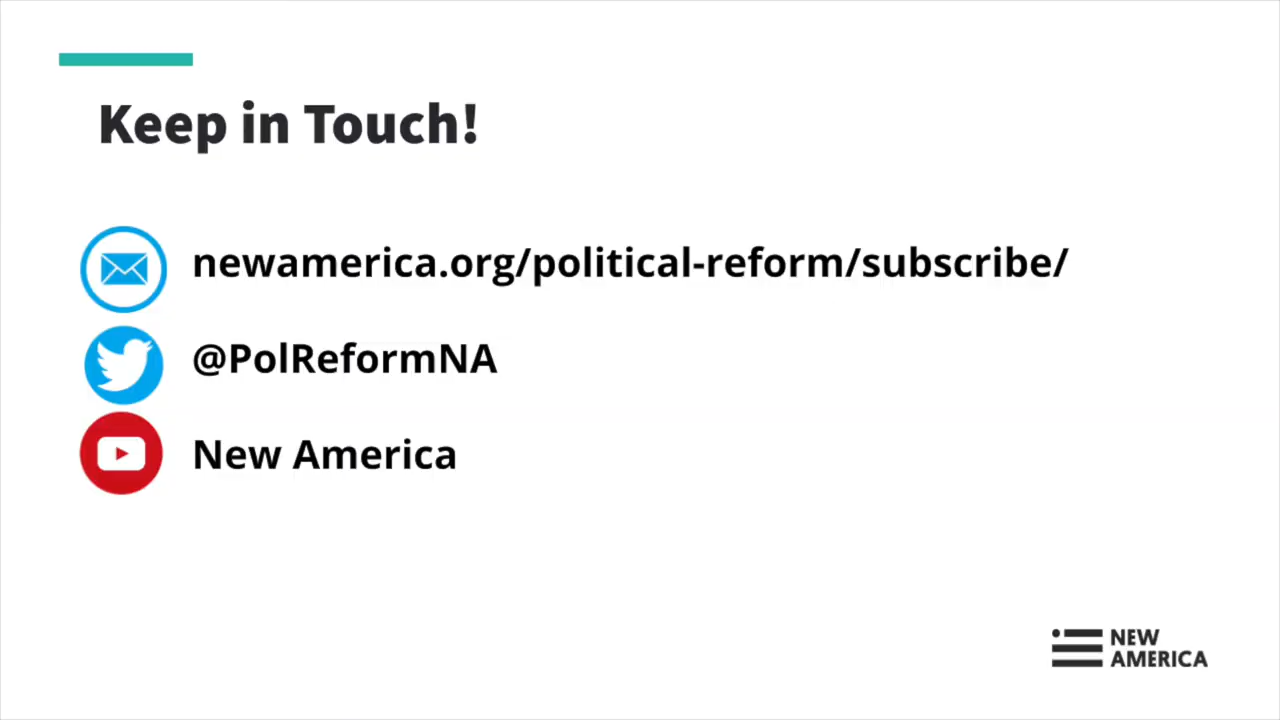 Keep in Touch!
newamerica.org/political-reform/subscribe/
@PolReformNA
New America
NEW
AMERICA